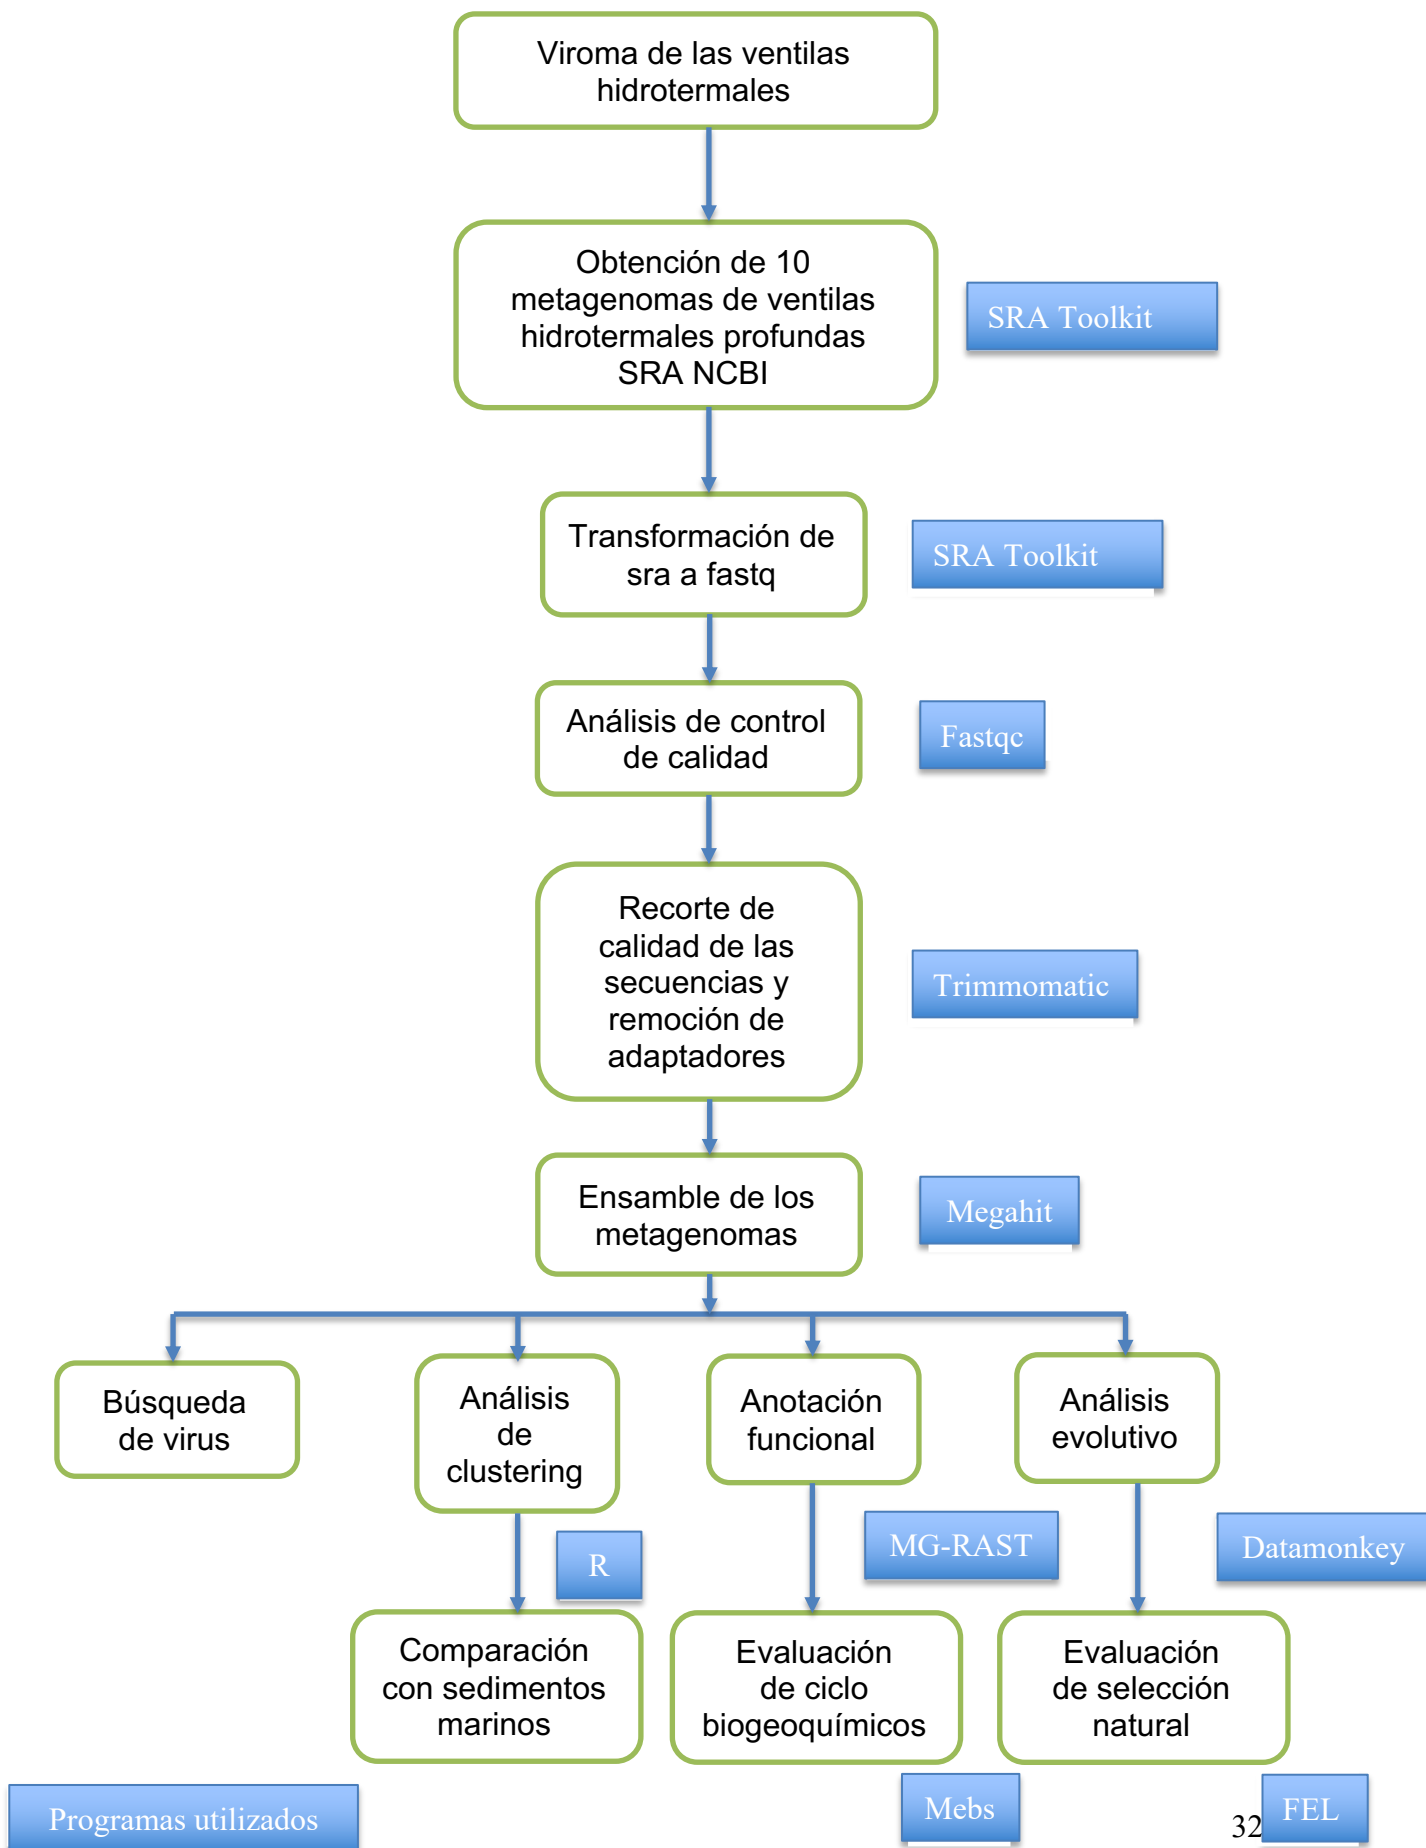 Viroma de las ventilas
hidrotermales
Obtención de 10
metagenomas de ventilas
hidrotermales profundas
SRA NCBI
SRA Toolkit
Transformación de
sra a fastq
SRA Toolkit
Análisis de control
de calidad
Fastqc
Recorte de
calidad de las
secuencias y
remoción de
adaptadores
Trimmomatic
Ensamble de los
metagenomas
Megahit
Búsqueda
de virus
Análisis
de
clustering
Anotación
funcional
Análisis
evolutivo
R
MG-RAST
Datamonkey
Comparación
con sedimentos
marinos
Evaluación
de ciclo
biogeoquímicos
Evaluación
de selección
natural
Programas utilizados
Mebs
32
FEL